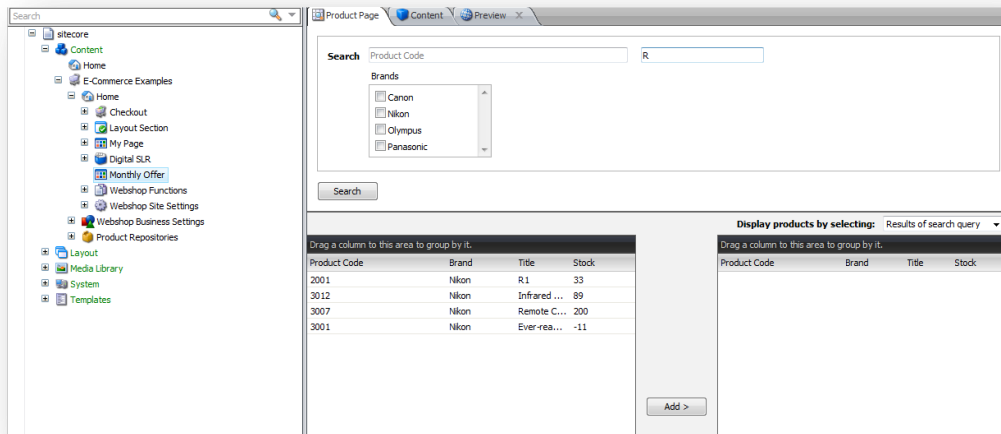 Search
sitecore
Content
Home
E-Commerce Examples
Home
Checkout
Layout Section
My Page
Digital SLR
Monthly Offer
Webshop Functions
Webshop Site Settings
Webshop Business Settings
Product Repositories
Layout
Media Library
System
Templates
Product Page Content Preview X
Search Product Code R
Brands
Canon
Nikon
Olympus
Panasonic
Search
Display products by selecting: Results of search query
Drag a column to this area to group by it.
Product Code Brand Title Stock
2001 Nikon R1 33
3012 Nikon Infrared ... 89
3007 Nikon Remote C... 200
3001 Nikon Ever-rea... -11
Add >
Drag a column to this area to group by it.
Product Code Brand Title Stock